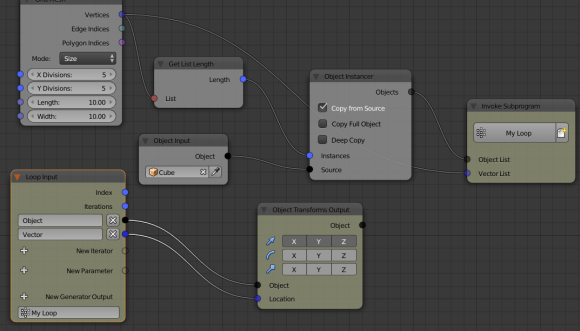 Vertices
Edge Indices
Polygon Indices
Mode: Size
X Divisions: 5
Y Divisions: 5
Length: 10.00
Width: 10.00
Get List Length
Length
List
Object Input
Object
Cube
Object Instancer
Objects
Copy from Source
Copy Full Object
Deep Copy
Instances
Source
Invoke Subprogram
My Loop
Object List
Vector List
Loop Input
Index
Iterations
Object
Vector
New Iterator
New Parameter
New Generator Output
My Loop
Object Transforms Output
Object
X Y Z
X Y Z
X Y Z
Object
Location